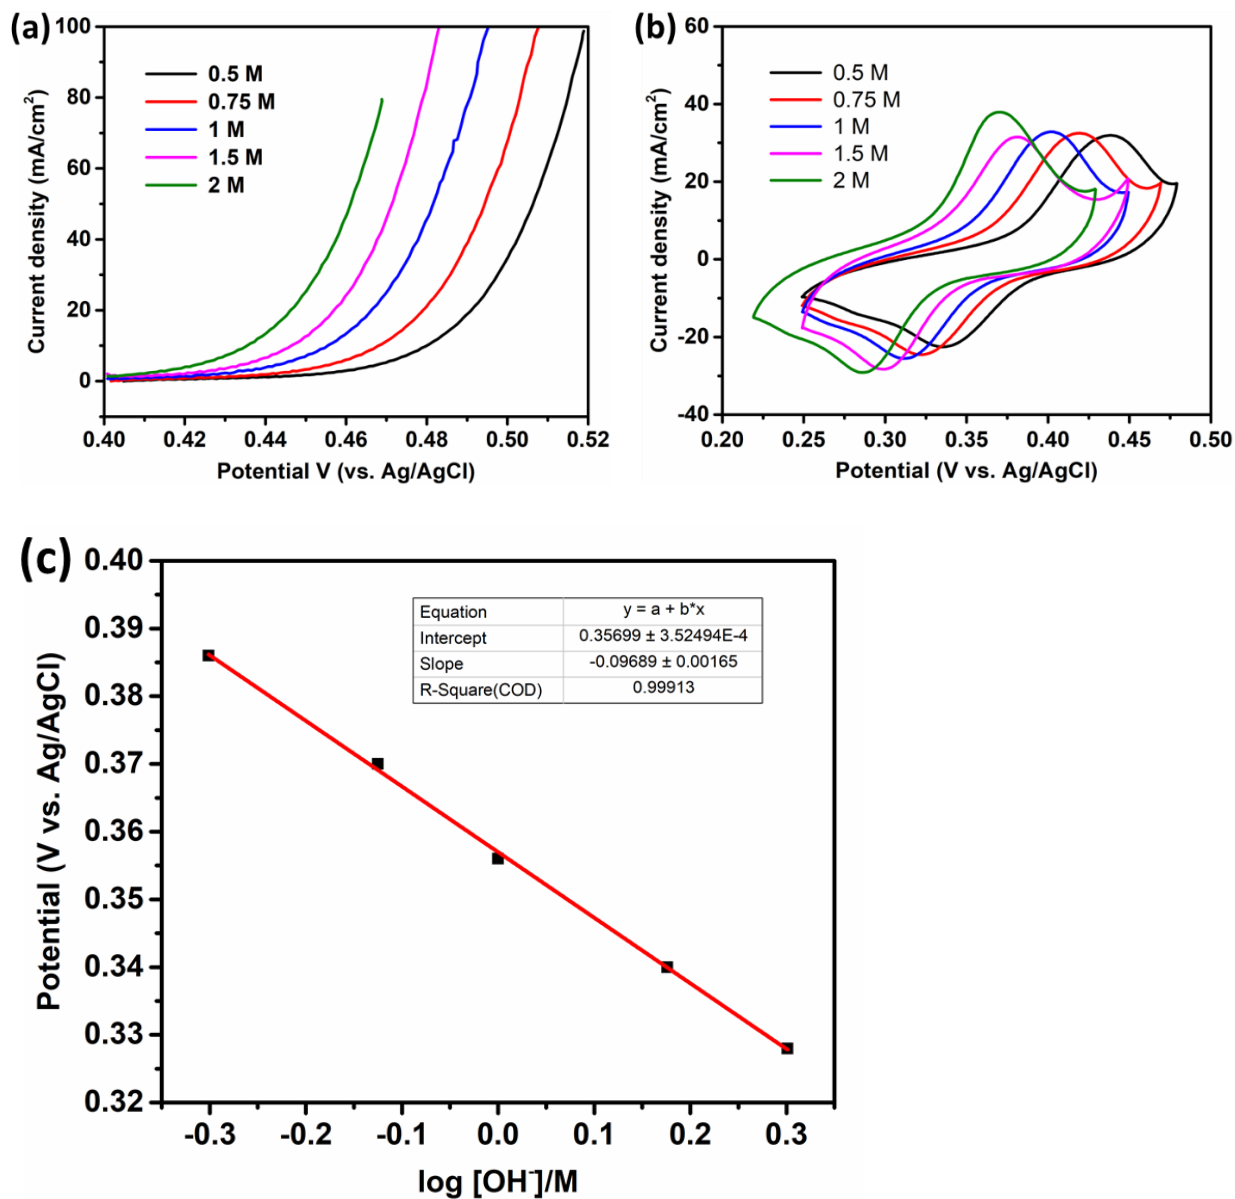 (a)
100
80
60
40
20
0
0.40 0.42 0.44 0.46 0.48 0.50 0.52
Current density (mA/cm²)
Potential V (vs. Ag/AgCl)
0.5 M
0.75 M
1 M
1.5 M
2 M
(b)
60
40
20
0
-20
-40
0.20 0.25 0.30 0.35 0.40 0.45 0.50
Current density (mA/cm²)
Potential (V vs. Ag/AgCl)
0.5 M
0.75 M
1 M
1.5 M
2 M
(c)
0.40
0.39
0.38
0.37
0.36
0.35
0.34
0.33
0.32
-0.3 -0.2 -0.1 0.0 0.1 0.2 0.3
Potential (V vs. Ag/AgCl)
log [OH⁻]/M
Equation y = a + b*x
Intercept 0.35699 ± 3.52494E-4
Slope -0.09689 ± 0.00165
R-Square(COD) 0.99913